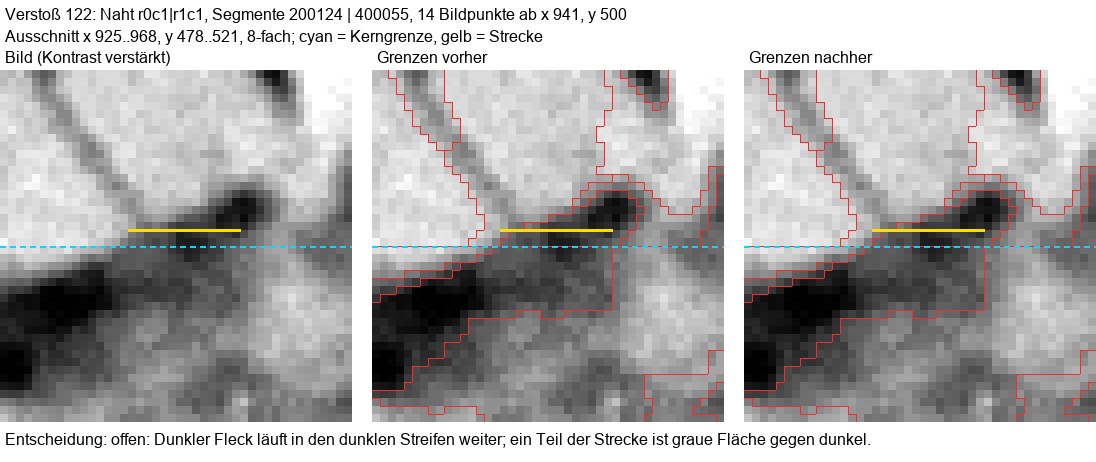 Verstoß 122: Naht r0c1|r1c1, Segmente 200124 | 400055, 14 Bildpunkte ab x 941, y 500
Ausschnitt x 925..968, y 478..521, 8-fach; cyan = Kerngrenze, gelb = Strecke
Bild (Kontrast verstärkt) Grenzen vorher Grenzen nachher
Entscheidung: offen: Dunkler Fleck läuft in den dunklen Streifen weiter; ein Teil der Strecke ist graue Fläche gegen dunkel.